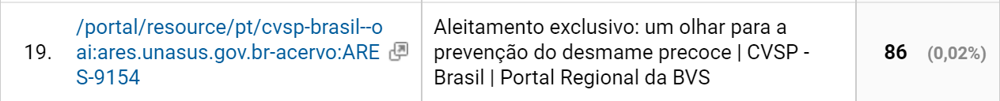 19.
/portal/resource/pt/cvsp-brasil--o
ai:ares.unasus.gov.br-acervo:ARE
S-9154
Aleitamento exclusivo: um olhar para a
prevenção do desmame precoce | CVSP -
Brasil | Portal Regional da BVS
86 (0,02%)